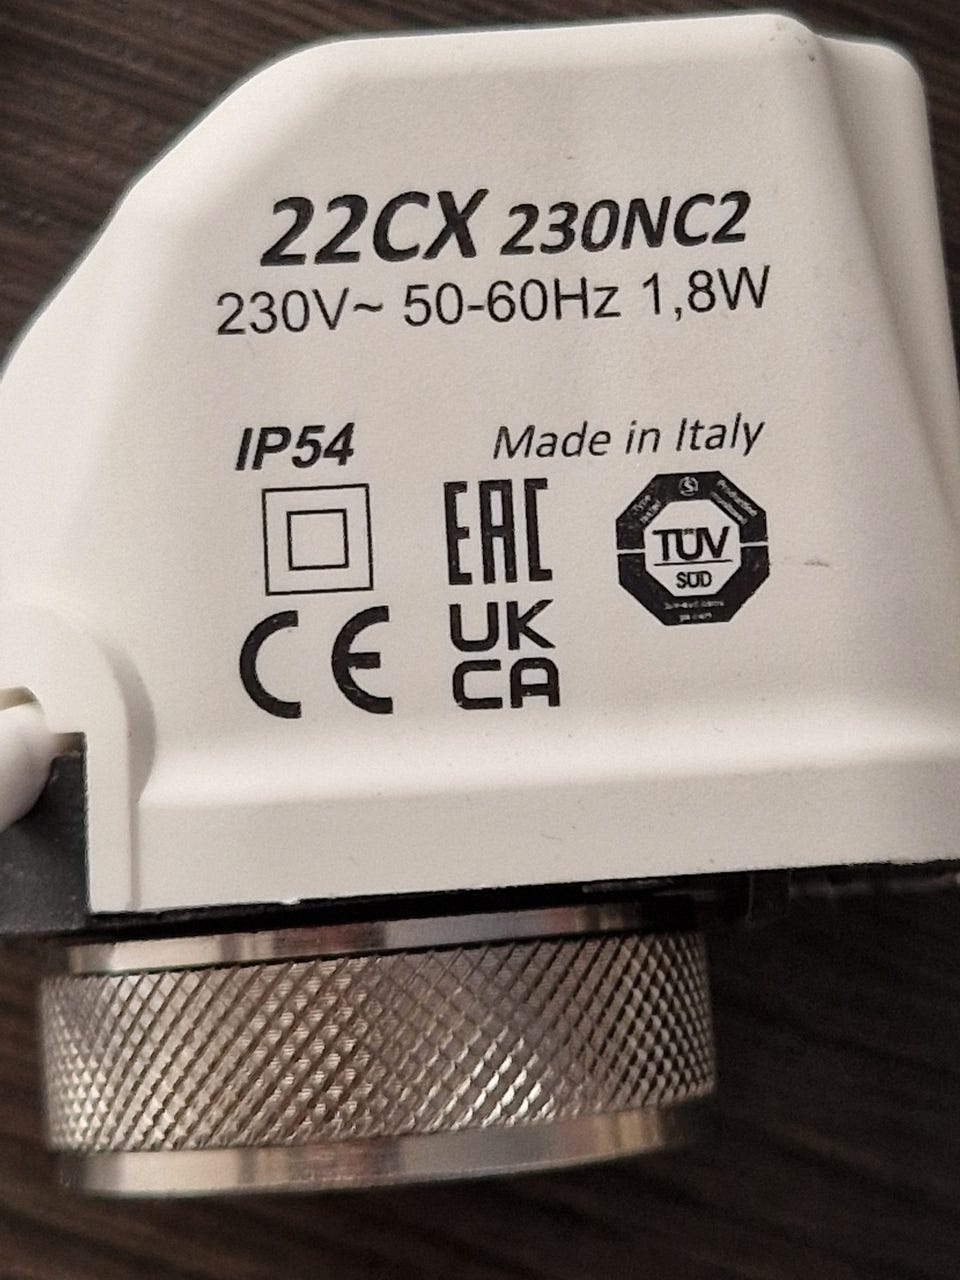 22CX 230NC2
230V~ 50-60Hz 1,8W
IP54
Made in Italy
EAC
TÜV
SÜD
CE
UK
CA